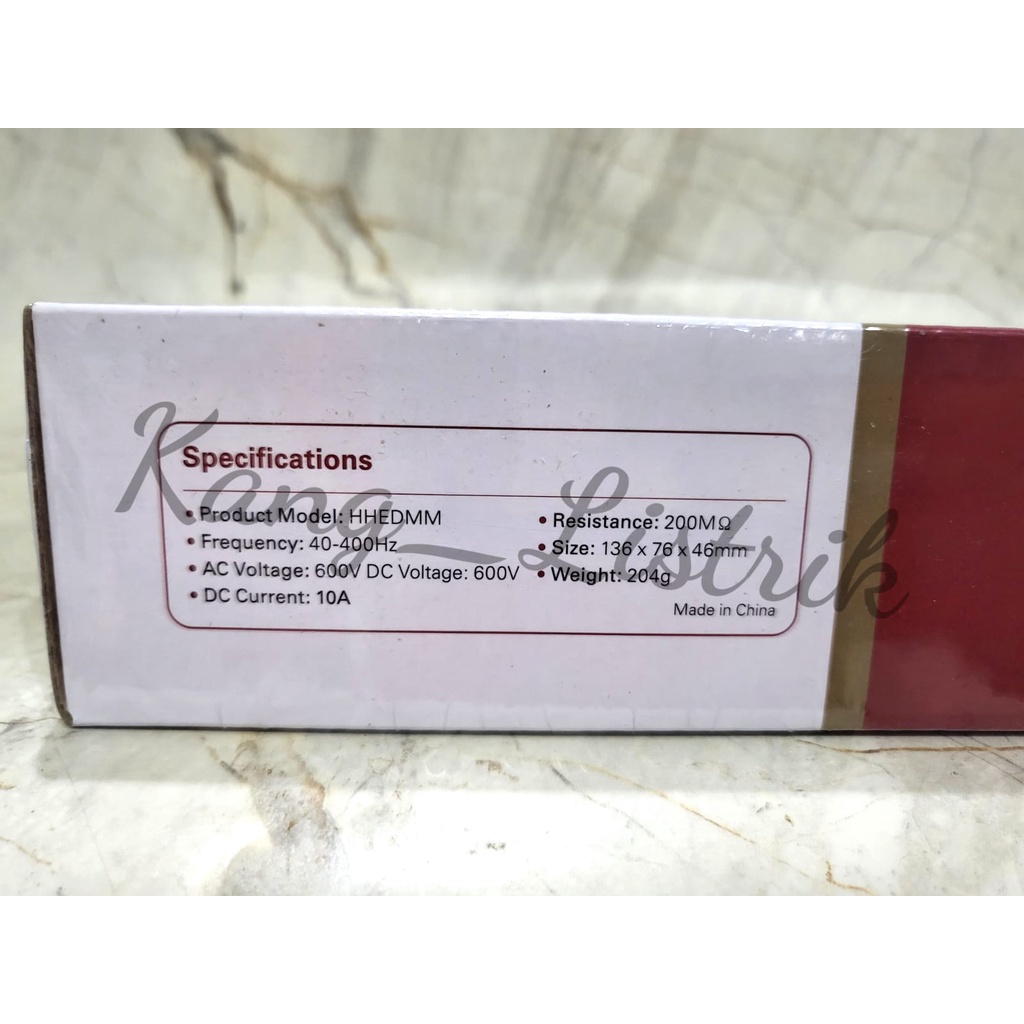 Specifications
• Product Model: HHEDMM
• Frequency: 40-400Hz
• AC Voltage: 600V DC Voltage: 600V
• DC Current: 10A
• Resistance: 200MΩ
• Size: 136 x 76 x 46mm
• Weight: 204g
Made in China
Kang_Listrik